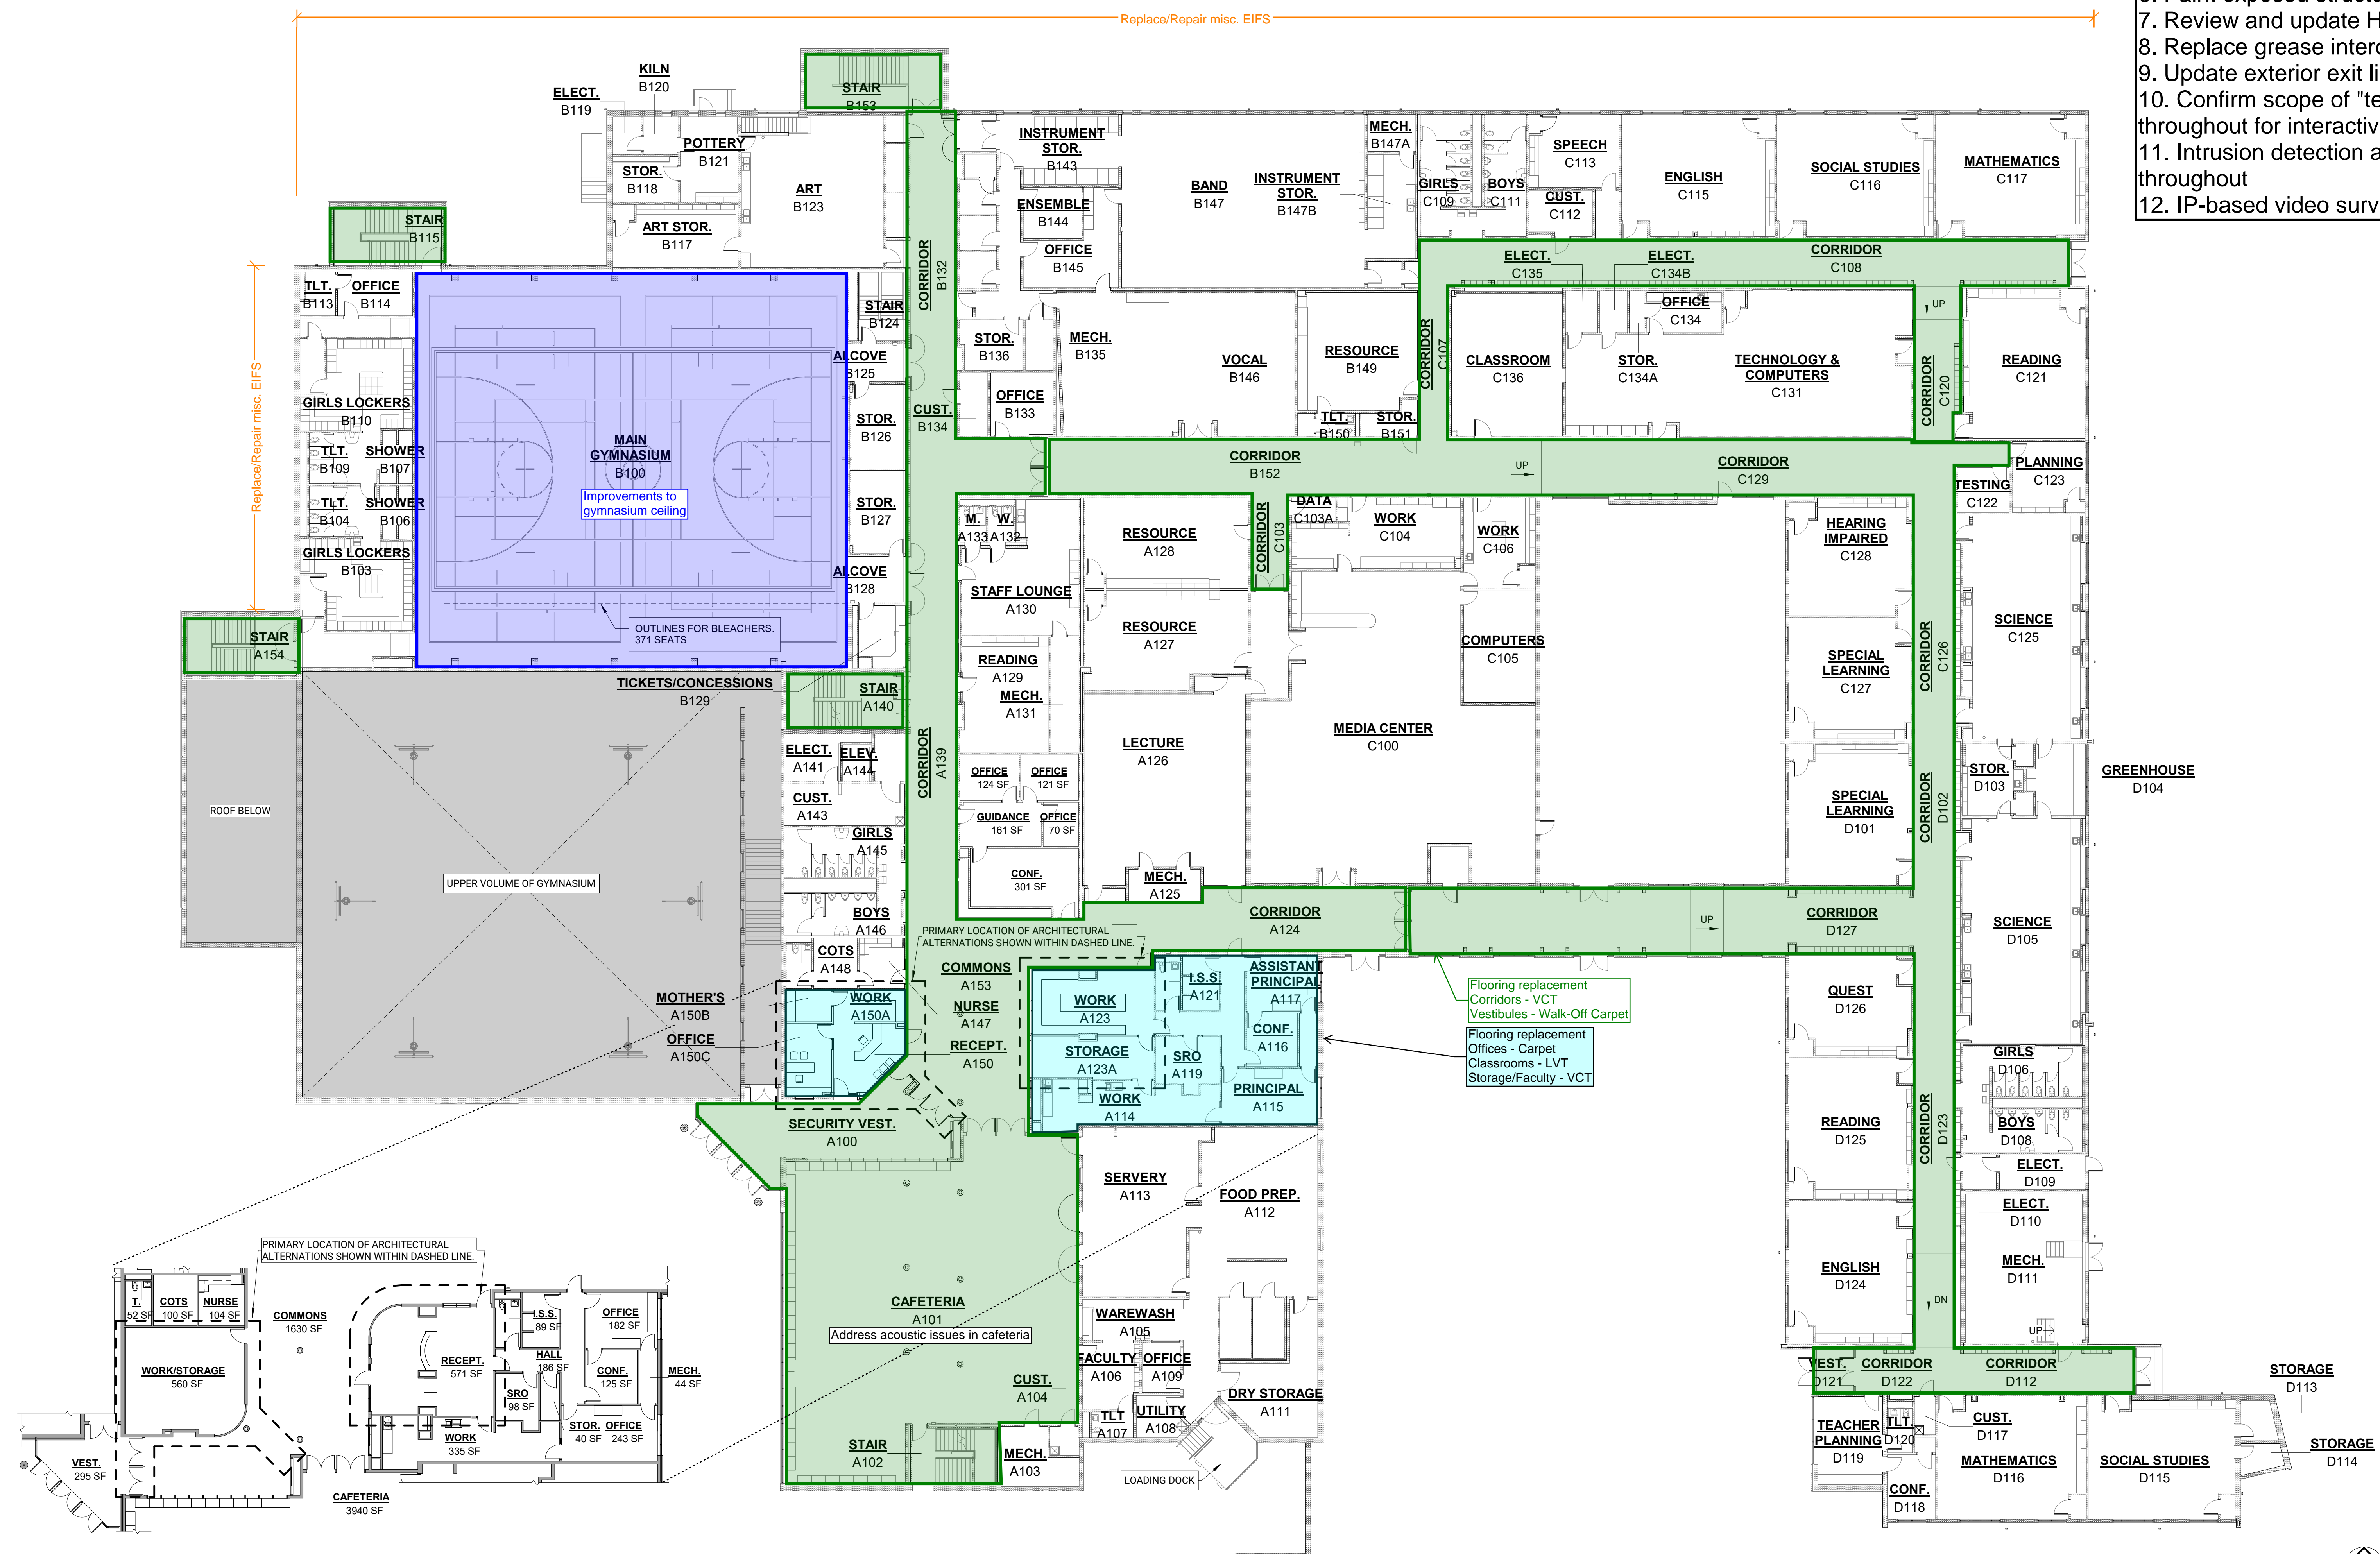 Replace/Repair misc. EIFS
7. Review and update H
8. Replace grease interc
9. Update exterior exit li
10. Confirm scope of "te
throughout for interactiv
11. Intrusion detection a
throughout
12. IP-based video surv
KILN
B120
ELECT.
B119
STAIR
B153
POTTERY
B121
STOR.
B118
ART
B123
ART STOR.
B117
STAIR
B115
INSTRUMENT
STOR.
B143
ENSEMBLE
B144
OFFICE
B145
BAND
B147
INSTRUMENT
STOR.
B147B
MECH.
B147A
GIRLS
C109
BOYS
C111
SPEECH
C113
CUST.
C112
ENGLISH
C115
SOCIAL STUDIES
C116
MATHEMATICS
C117
TLT.
B113
OFFICE
B114
STAIR
B124
CORRIDOR
B132
ELECT.
C135
ELECT.
C134B
CORRIDOR
C108
UP
Replace/Repair misc. EIFS
GIRLS LOCKERS
B110
TLT.
B109
SHOWER
B107
TLT.
B104
SHOWER
B106
GIRLS LOCKERS
B103
MAIN
GYMNASIUM
B100
Improvements to
gymnasium ceiling
OUTLINES FOR BLEACHERS.
371 SEATS
ALCOVE
B125
STOR.
B126
STOR.
B127
ALCOVE
B128
CUST.
B134
STOR.
B136
MECH.
B135
OFFICE
B133
VOCAL
B146
RESOURCE
B149
TLT.
B150
STOR.
B151
CORRIDOR
C107
CLASSROOM
C136
OFFICE
C134
STOR.
C134A
TECHNOLOGY &
COMPUTERS
C131
CORRIDOR
C120
READING
C121
CORRIDOR
B152
UP
CORRIDOR
C129
PLANNING
C123
TESTING
C122
M.
A133
W.
A132
RESOURCE
A128
CORRIDOR
C103
DATA
C103A
WORK
C104
WORK
C106
HEARING
IMPAIRED
C128
STAFF LOUNGE
A130
RESOURCE
A127
COMPUTERS
C105
CORRIDOR
C126
SCIENCE
C125
STAIR
A154
READING
A129
MECH.
A131
SPECIAL
LEARNING
C127
TICKETS/CONCESSIONS
B129
STAIR
A140
CORRIDOR
A139
LECTURE
A126
MEDIA CENTER
C100
ELECT.
A141
ELEV.
A144
CUST.
A143
OFFICE
124 SF
OFFICE
121 SF
GUIDANCE
161 SF
OFFICE
70 SF
CONF.
301 SF
SPECIAL
LEARNING
D101
CORRIDOR
D102
STOR.
D103
GREENHOUSE
D104
ROOF BELOW
UPPER VOLUME OF GYMNASIUM
GIRLS
A145
BOYS
A146
MECH.
A125
CORRIDOR
A124
UP
CORRIDOR
D127
SCIENCE
D105
PRIMARY LOCATION OF ARCHITECTURAL
ALTERNATIONS SHOWN WITHIN DASHED LINE.
COTS
A148
COMMONS
A153
MOTHER'S
A150B
WORK
A150A
NURSE
A147
OFFICE
A150C
RECEPT.
A150
WORK
A123
I.S.S.
A121
ASSISTANT
PRINCIPAL
A117
CONF.
A116
STORAGE
A123A
SRO
A119
WORK
A114
PRINCIPAL
A115
Flooring replacement
Corridors - VCT
Vestibules - Walk-Off Carpet
Flooring replacement
Offices - Carpet
Classrooms - LVT
Storage/Faculty - VCT
QUEST
D126
GIRLS
D106
READING
D125
CORRIDOR
D123
BOYS
D108
ELECT.
D109
ELECT.
D110
SECURITY VEST.
A100
SERVERY
A113
FOOD PREP.
A112
ENGLISH
D124
MECH.
D111
DN
UP
CAFETERIA
A101
Address acoustic issues in cafeteria
WAREWASH
A105
FACULTY
A106
OFFICE
A109
CUST.
A104
DRY STORAGE
A111
TLT
A107
UTILITY
A108
STAIR
A102
MECH.
A103
LOADING DOCK
VEST.
D121
CORRIDOR
D122
CORRIDOR
D112
STORAGE
D113
TEACHER
PLANNING
D119
TLT.
D120
CUST.
D117
MATHEMATICS
D116
SOCIAL STUDIES
D115
STORAGE
D114
CONF.
D118
PRIMARY LOCATION OF ARCHITECTURAL
ALTERNATIONS SHOWN WITHIN DASHED LINE.
T.
52 SF
COTS
100 SF
NURSE
104 SF
COMMONS
1630 SF
I.S.S.
89 SF
OFFICE
182 SF
WORK/STORAGE
560 SF
RECEPT.
571 SF
HALL
186 SF
CONF.
125 SF
MECH.
44 SF
SRO
98 SF
STOR.
40 SF
OFFICE
243 SF
WORK
335 SF
VEST.
295 SF
CAFETERIA
3940 SF